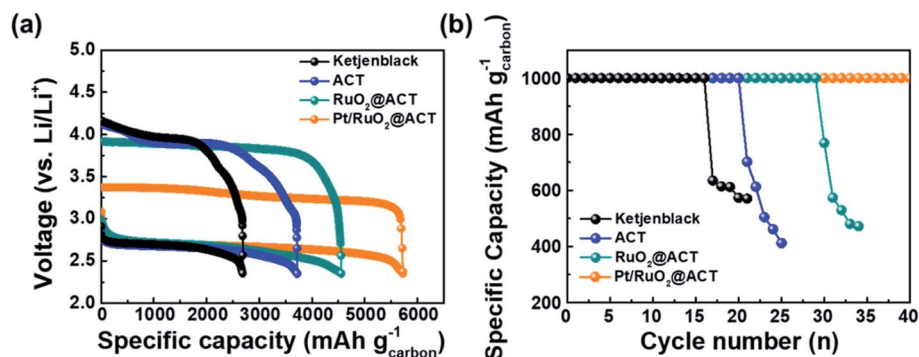 (a)
5.0
4.5
4.0
3.5
3.0
2.5
2.0
Voltage (vs. Li/Li⁺)
Ketjenblack
ACT
RuO₂@ACT
Pt/RuO₂@ACT
0 1000 2000 3000 4000 5000 6000
Specific capacity (mAh g⁻¹carbon)
(b)
1000
800
600
400
200
Specific Capacity (mAh g⁻¹carbon)
Ketjenblack
ACT
RuO₂@ACT
Pt/RuO₂@ACT
0 5 10 15 20 25 30 35 40
Cycle number (n)